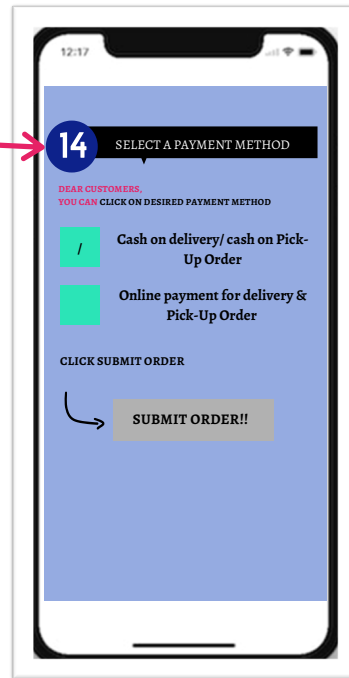 12:17
14
SELECT A PAYMENT METHOD
DEAR CUSTOMERS,
YOU CAN CLICK ON DESIRED PAYMENT METHOD
/
Cash on delivery/ cash on Pick-
Up Order
Online payment for delivery &
Pick-Up Order
CLICK SUBMIT ORDER
SUBMIT ORDER!!